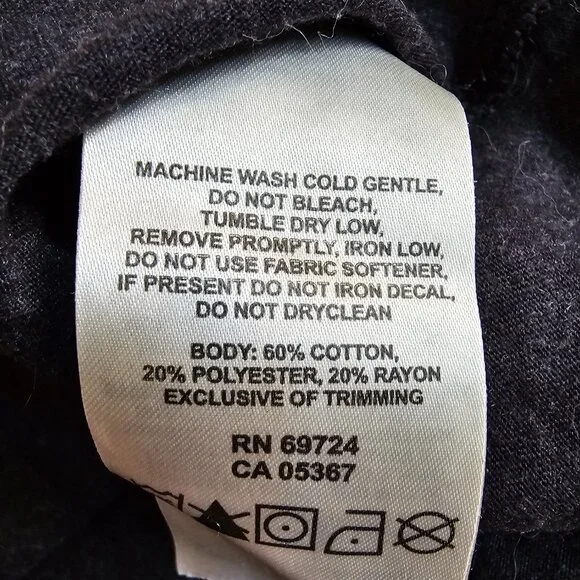 MACHINE WASH COLD GENTLE,
DO NOT BLEACH,
TUMBLE DRY LOW,
REMOVE PROMPTLY, IRON LOW,
DO NOT USE FABRIC SOFTENER,
IF PRESENT DO NOT IRON DECAL,
DO NOT DRYCLEAN
BODY: 60% COTTON,
20% POLYESTER, 20% RAYON
EXCLUSIVE OF TRIMMING
RN 69724
CA 05367